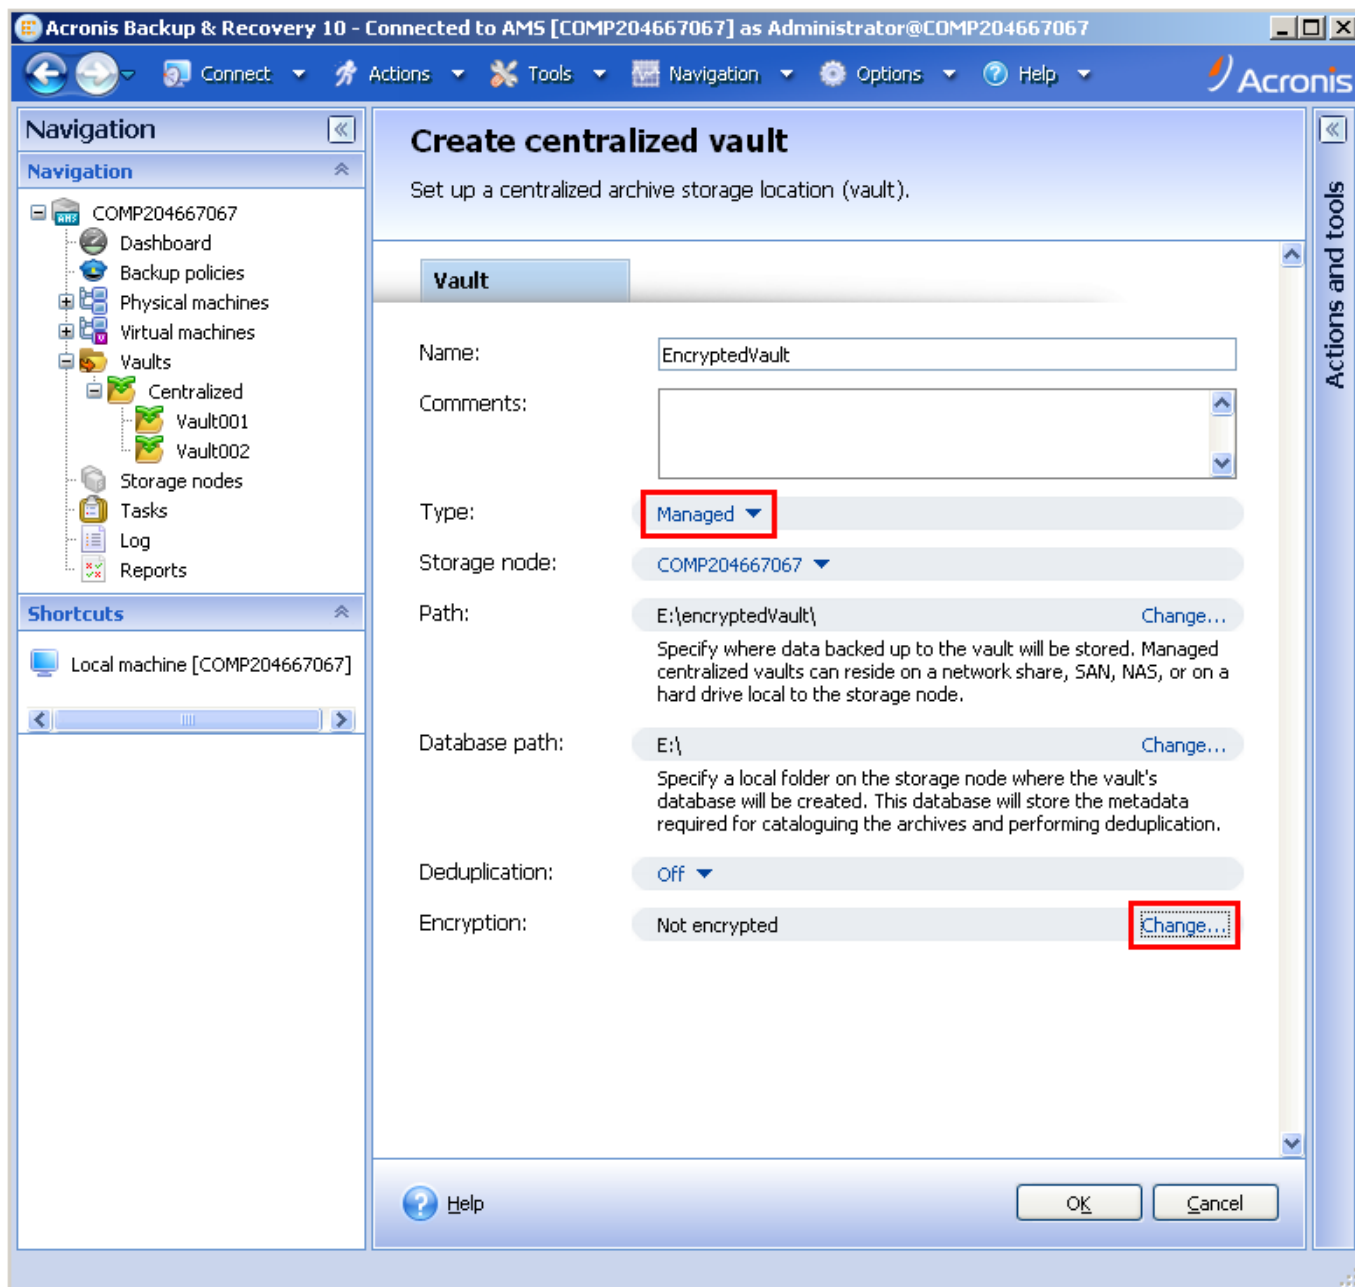 Acronis Backup & Recovery 10 - Connected to AMS [COMP204667067] as Administrator@COMP204667067
Connect Actions Tools Navigation Options Help Acronis
Navigation
Navigation
COMP204667067
Dashboard
Backup policies
Physical machines
Virtual machines
Vaults
Centralized
Vault001
Vault002
Storage nodes
Tasks
Log
Reports
Shortcuts
Local machine [COMP204667067]
Create centralized vault
Set up a centralized archive storage location (vault).
Vault
Name: EncryptedVault
Comments:
Type: Managed
Storage node: COMP204667067
Path: E:\encryptedVault\ Change...
Specify where data backed up to the vault will be stored. Managed
centralized vaults can reside on a network share, SAN, NAS, or on a
hard drive local to the storage node.
Database path: E:\ Change...
Specify a local folder on the storage node where the vault's
database will be created. This database will store the metadata
required for cataloguing the archives and performing deduplication.
Deduplication: Off
Encryption: Not encrypted Change...
Help OK Cancel
Actions and tools